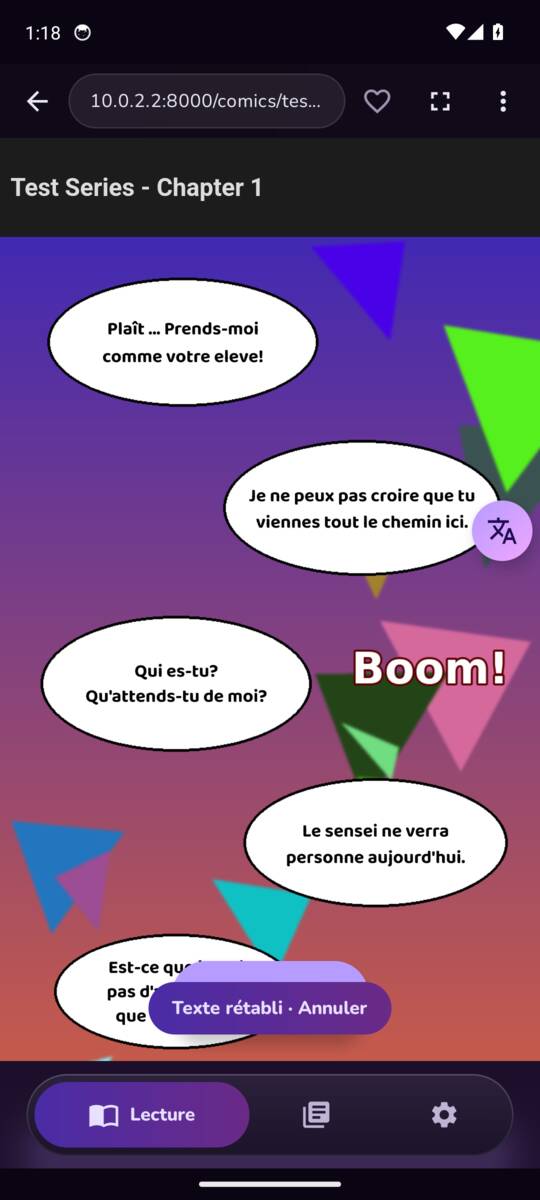 1:18
10.0.2.2:8000/comics/tes...
Test Series - Chapter 1
Plaît ... Prends-moi
comme votre eleve!
Je ne peux pas croire que tu
viennes tout le chemin ici.
Qui es-tu?
Qu'attends-tu de moi?
Boom!
Le sensei ne verra
personne aujourd'hui.
Est-ce
pas
que
Texte rétabli · Annuler
Lecture